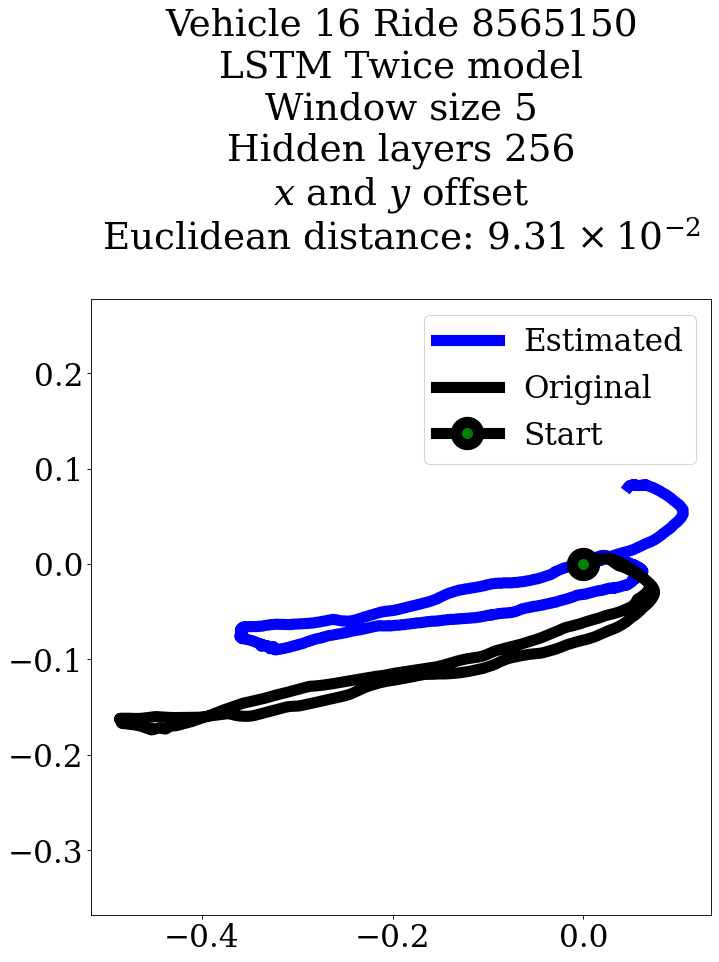 Vehicle 16 Ride 8565150
LSTM Twice model
Window size 5
Hidden layers 256
x and y offset
Euclidean distance: 9.31 × 10⁻²
Estimated
Original
Start
0.2
0.1
0.0
−0.1
−0.2
−0.3
−0.4
−0.2
0.0